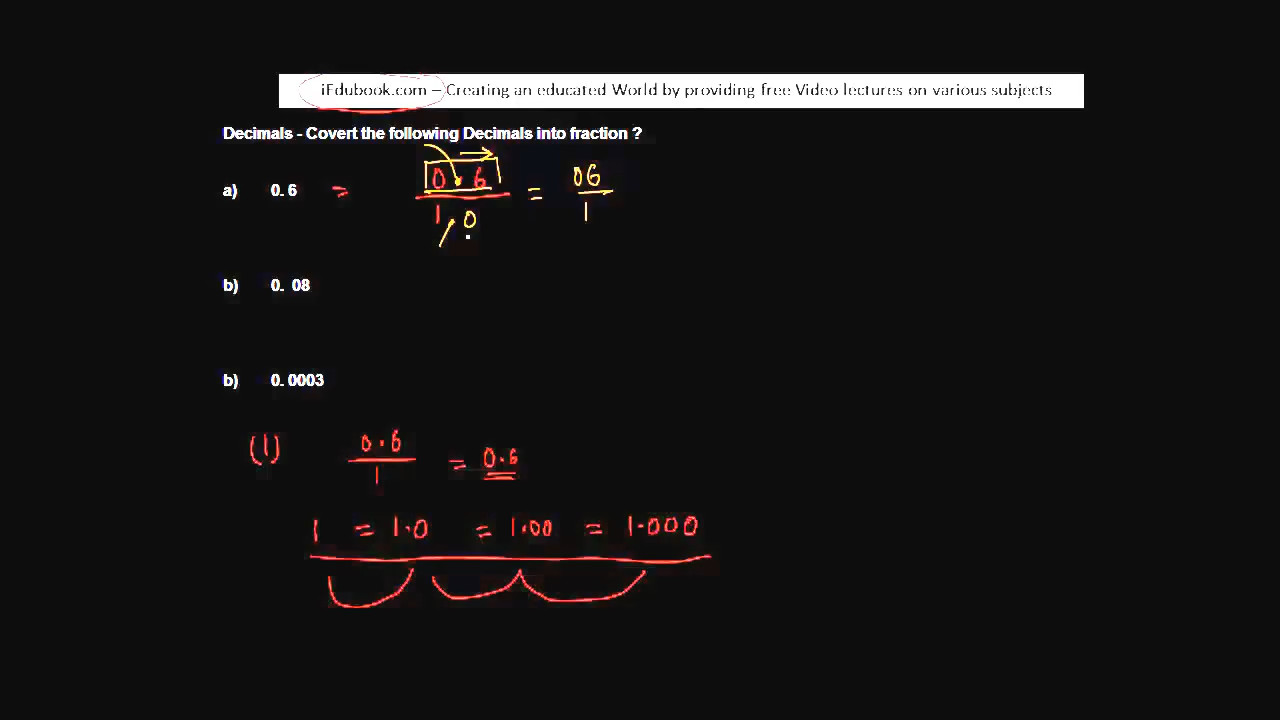 iEdubook.com – Creating an educated World by providing free Video lectures on various subjects
Decimals - Covert the following Decimals into fraction ?
a) 0. 6 = 0.6/1.0 = 06/1
b) 0. 08
b) 0. 0003
(1) 0.6/1 = 0.6
1 = 1.0 = 1.00 = 1.000